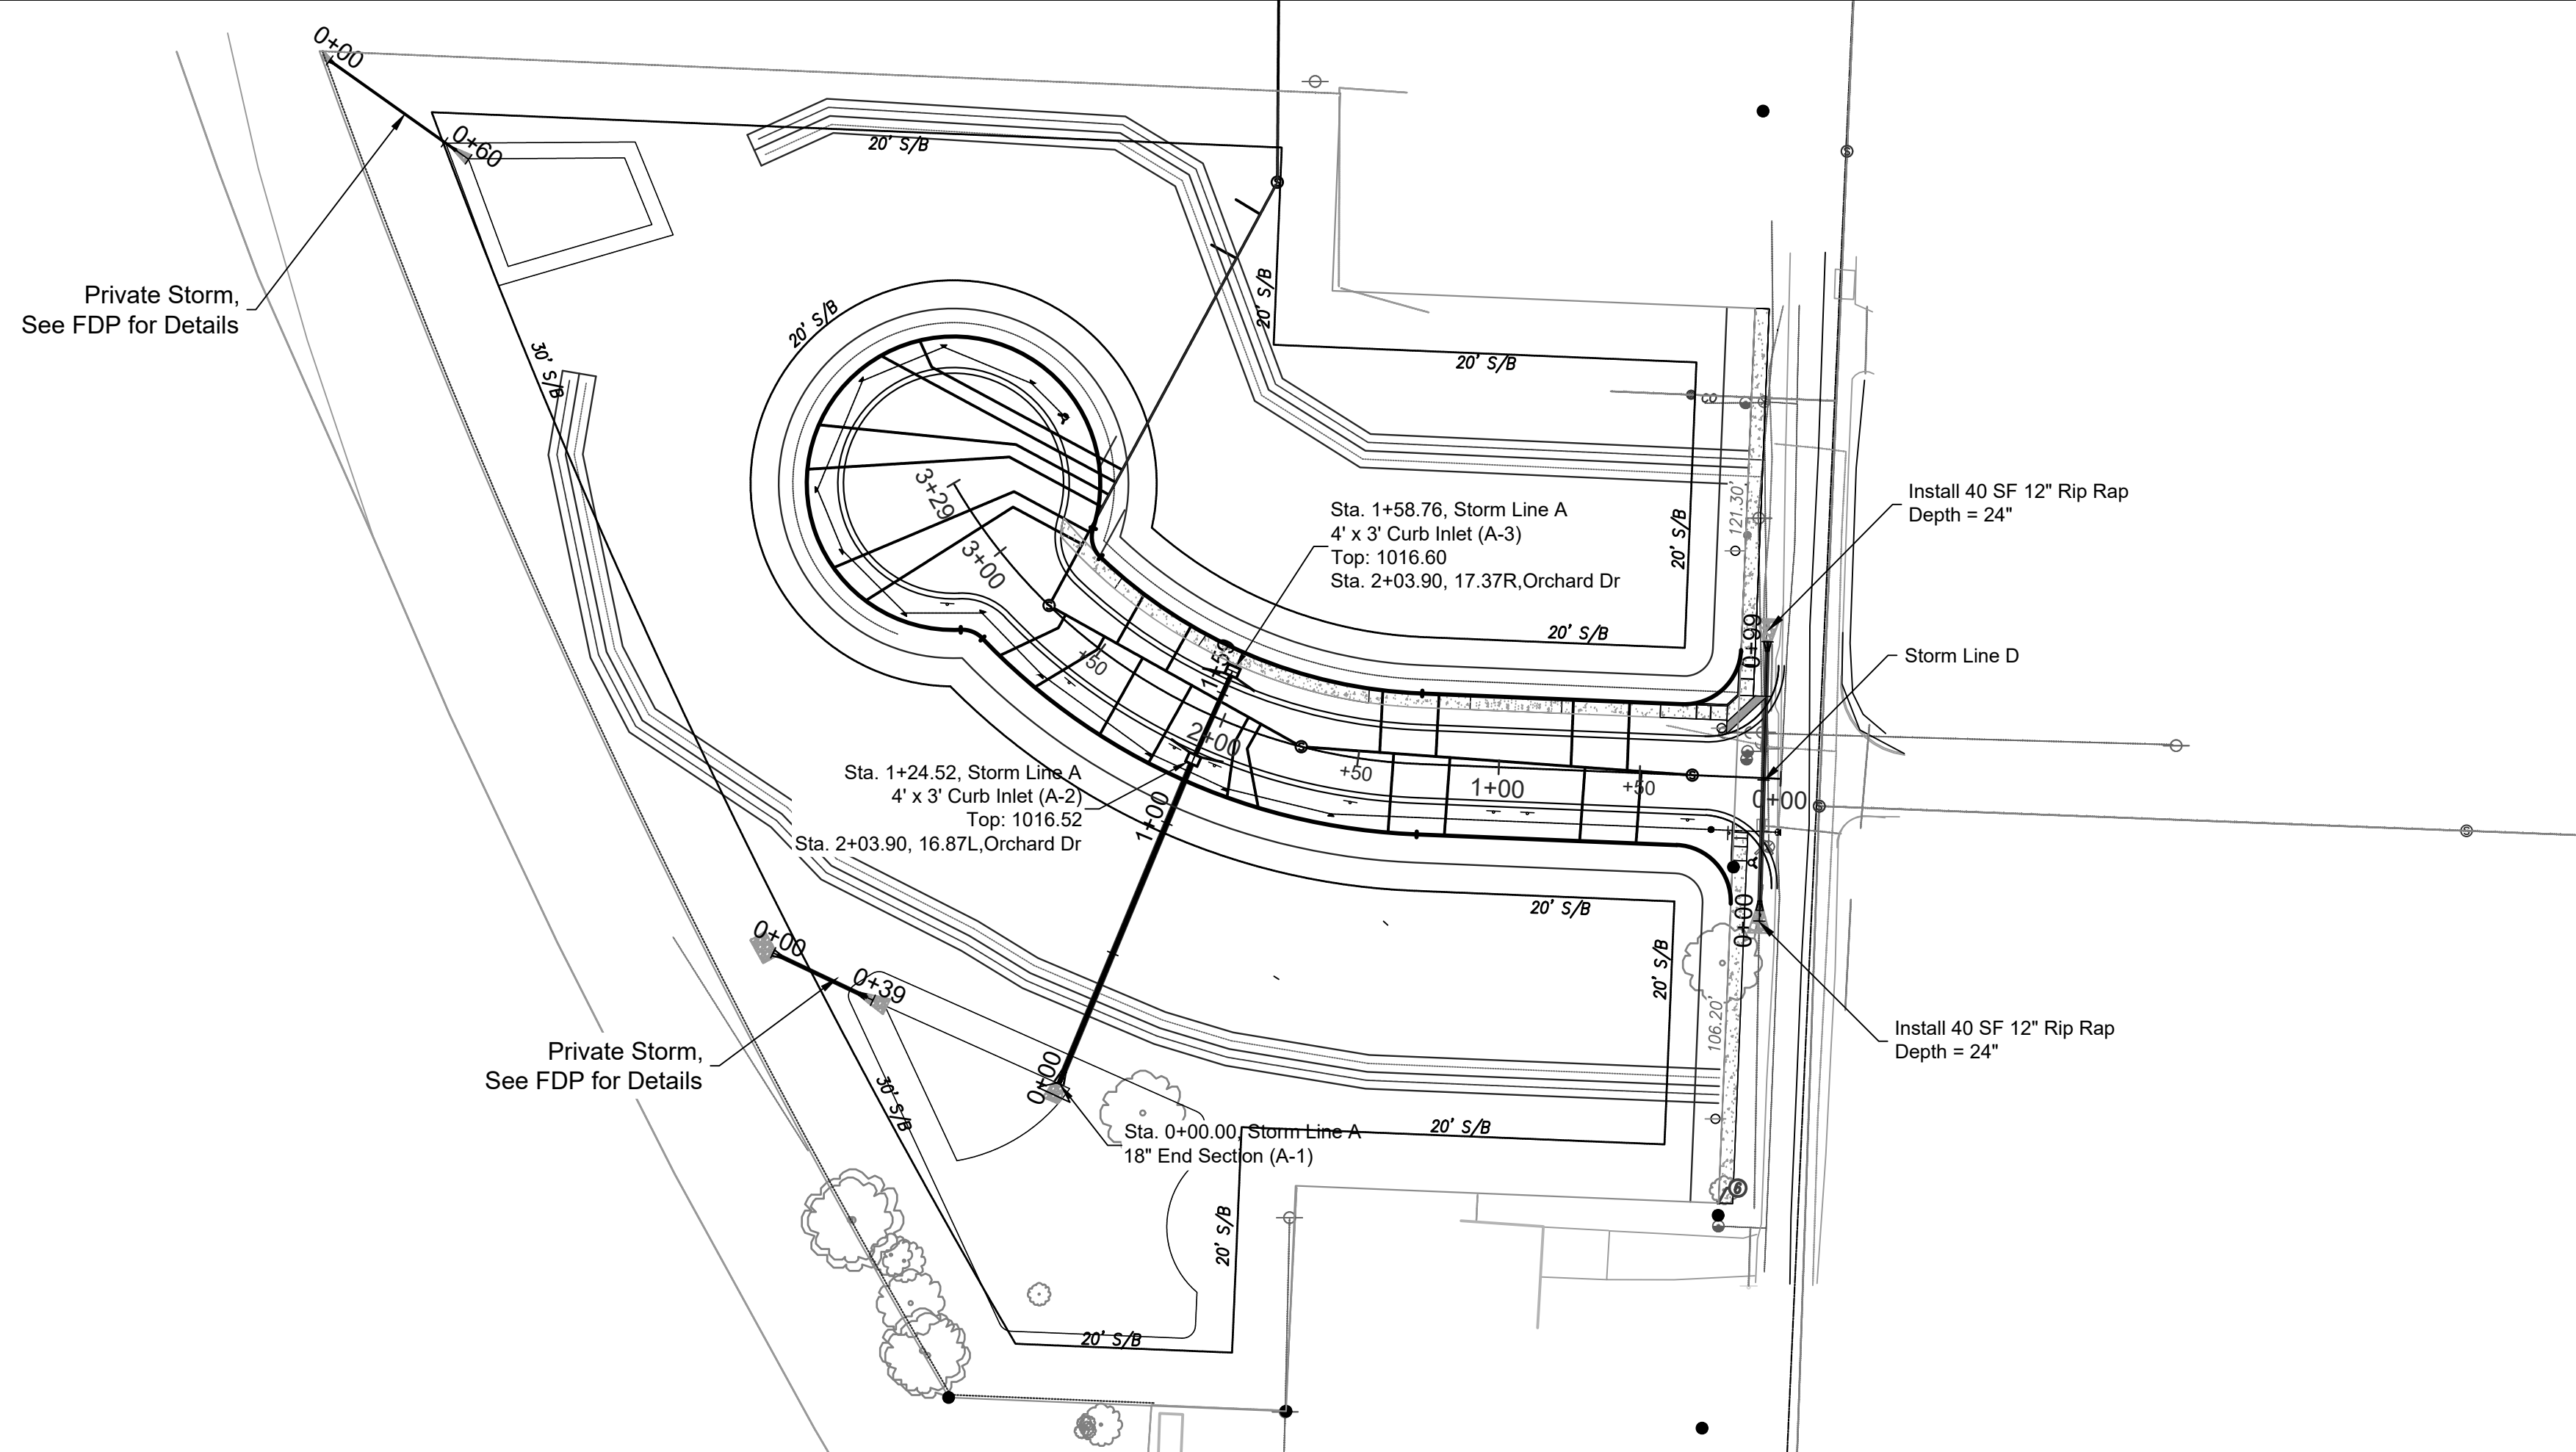 0+00
0+60
20' S/B
Private Storm,
See FDP for Details
20' S/B
20' S/B
30' S/B
20' S/B
8
3+29
121.30'
Install 40 SF 12" Rip Rap
Depth = 24"
Sta. 1+58.76, Storm Line A
4' x 3' Curb Inlet (A-3)
Top: 1016.60
Sta. 2+03.90, 17.37R,Orchard Dr
20' S/B
3+00
20' S/B
0+99
Storm Line D
+50
1+59
2+00
+50
1+00
+50
0+00
Sta. 1+24.52, Storm Line A
4' x 3' Curb Inlet (A-2)
Top: 1016.52
Sta. 2+03.90, 16.87L,Orchard Dr
1+00
20' S/B
0+00
20' S/B
0+00
0+39
106.20'
Install 40 SF 12" Rip Rap
Depth = 24"
Private Storm,
See FDP for Details
0+00
30' S/B
Sta. 0+00.00, Storm Line A
18" End Section (A-1)
20' S/B
6
20' S/B
20' S/B
S
S
S
S
S
S
S